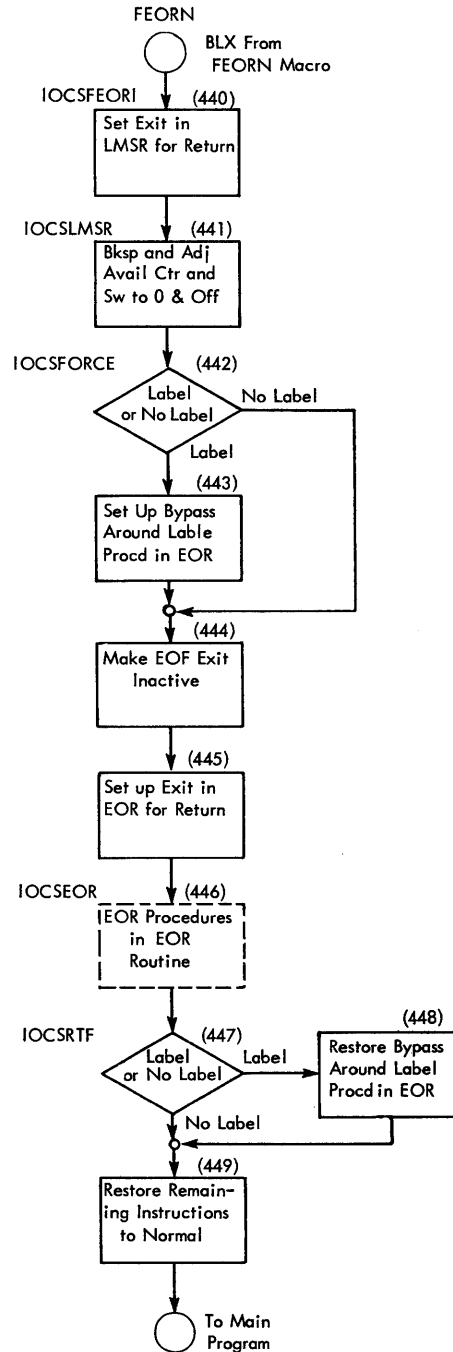 FEORN
BLX From
FEORN Macro
IOCSFEORI
(440)
Set Exit in
LMSR for Return
IOCSLMSR
(441)
Bksp and Adj
Avail Ctr and
Sw to 0 & Off
IOCSFORCE
(442)
Label
or No Label
No Label
Label
(443)
Set Up Bypass
Around Lable
Procd in EOR
(444)
Make EOF Exit
Inactive
(445)
Set up Exit in
EOR for Return
IOCSEOR
(446)
EOR Procedures
in EOR
Routine
IOCSRTF
(447)
Label
or No Label
Label
(448)
Restore Bypass
Around Label
Procd in EOR
No Label
(449)
Restore Remain-
ing Instructions
to Normal
To Main
Program